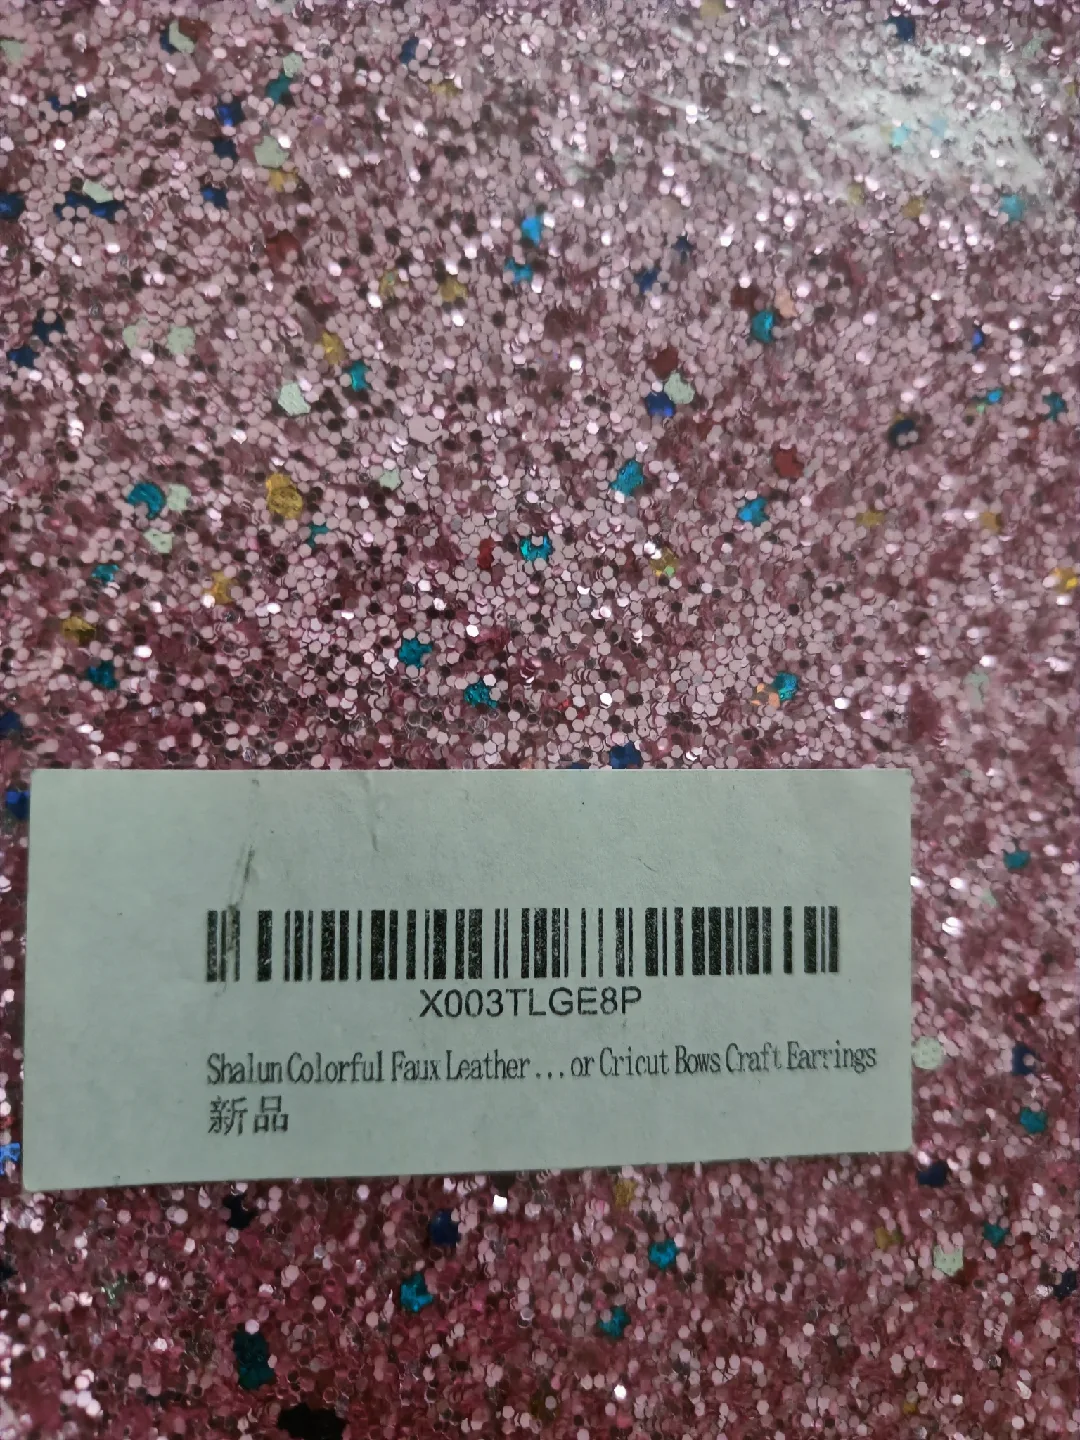 X003TLGE8P
Shalun Colorful Faux Leather...or Cricut Bows Craft Earrings
新品